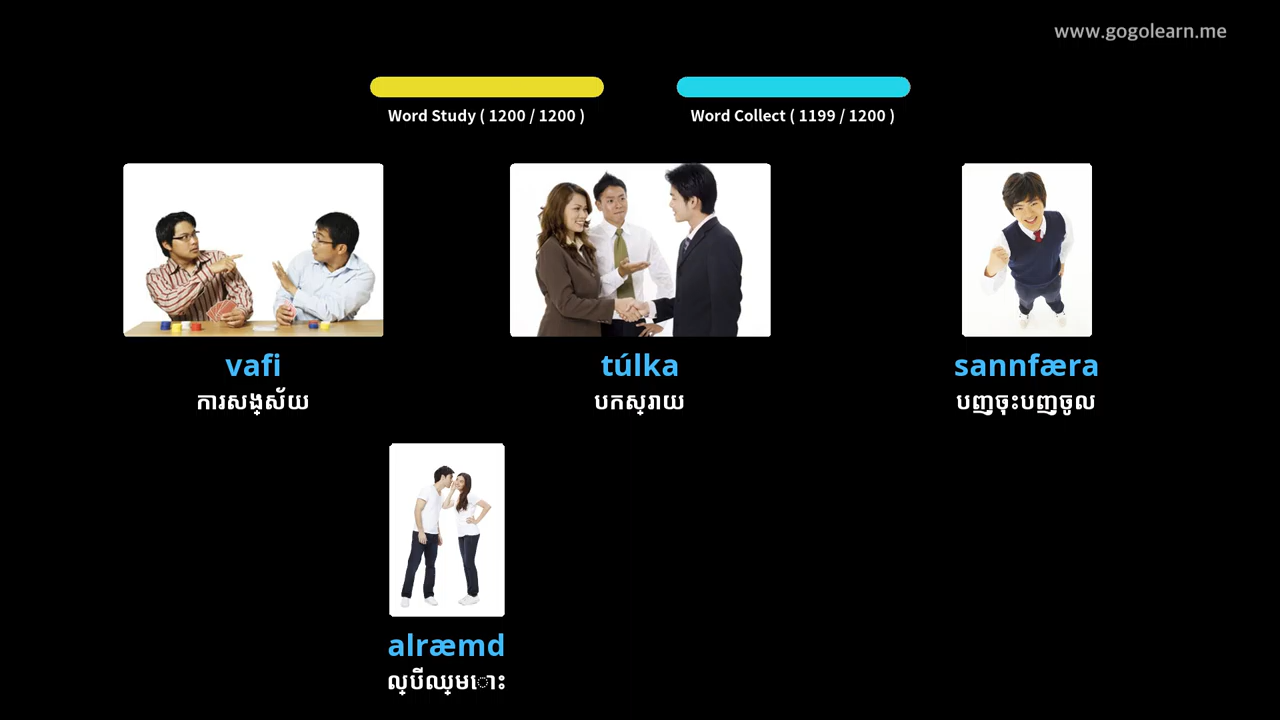 www.gogolearn.me
Word Study ( 1200 / 1200 )
Word Collect ( 1199 / 1200 )
vafi
ការសង្ស័យ
túlka
បកស្រាយ
sannfæra
បញ្ចុះបញ្ចូល
alræmd
ល្បីឈ្មោះ